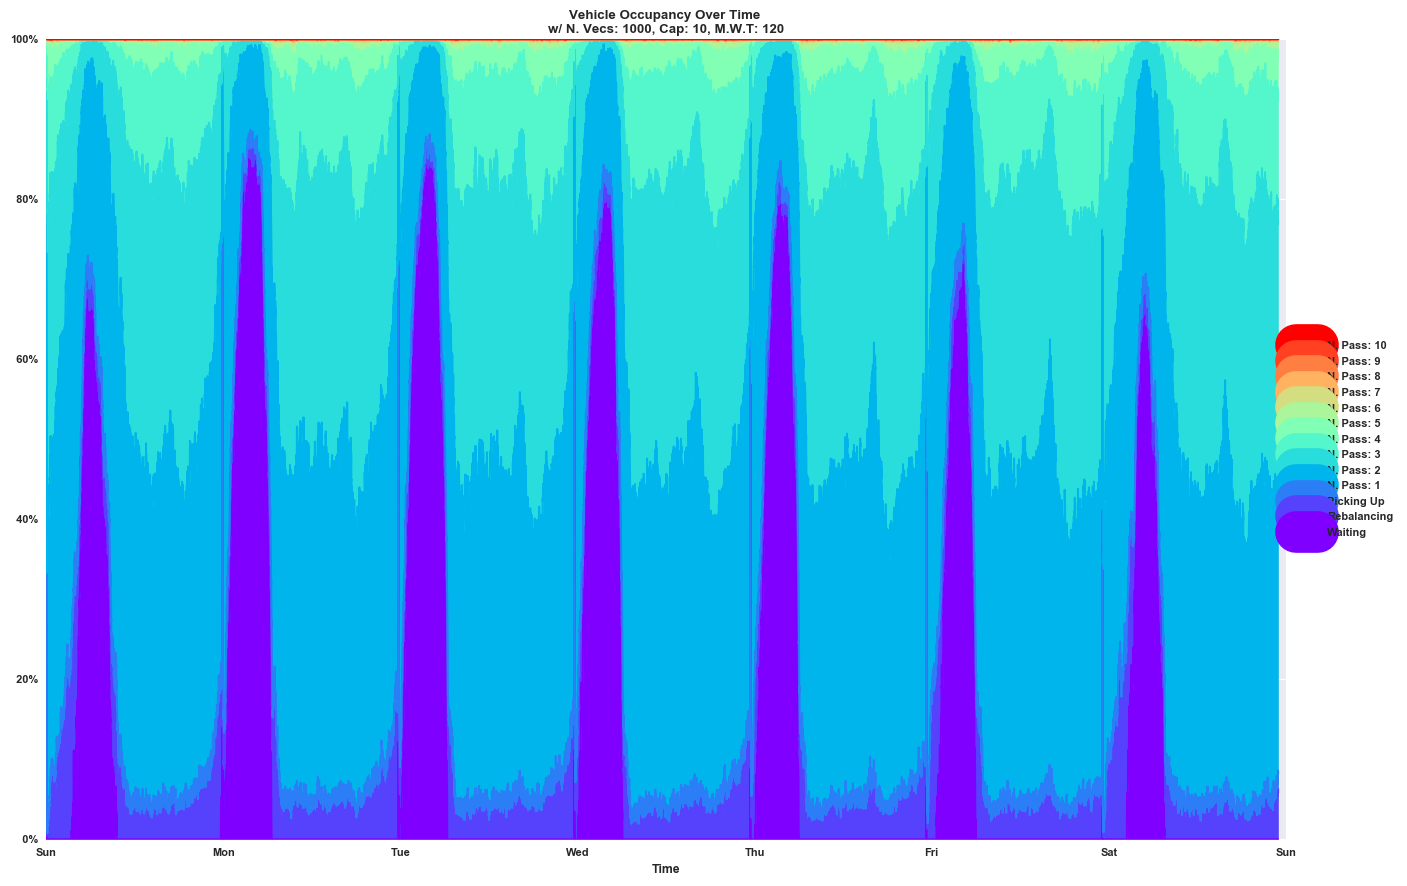 Vehicle Occupancy Over Time
w/ N. Vecs: 1000, Cap: 10, M.W.T: 120
100%
80%
60%
40%
20%
0%
N. Pass: 10
N. Pass: 9
N. Pass: 8
N. Pass: 7
N. Pass: 6
N. Pass: 5
N. Pass: 4
N. Pass: 3
N. Pass: 2
N. Pass: 1
Picking Up
Rebalancing
Waiting
Sun Mon Tue Wed Thu Fri Sat Sun
Time